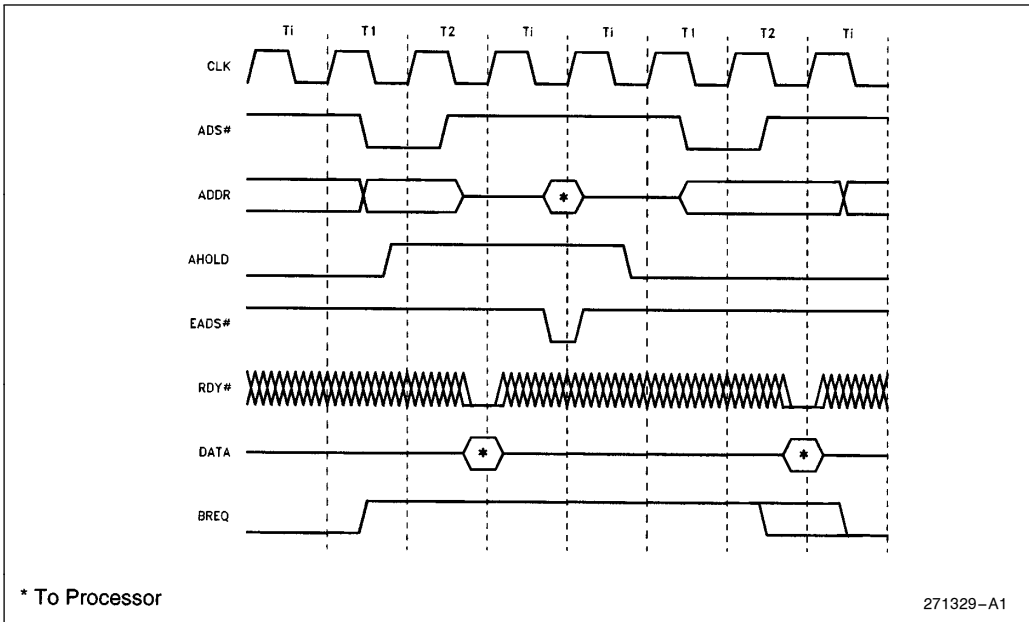 Ti T1 T2 Ti Ti T1 T2 Ti
CLK
ADS#
ADDR
*
AHOLD
EADS#
RDY#
DATA
* *
BREQ
* To Processor
271329–A1